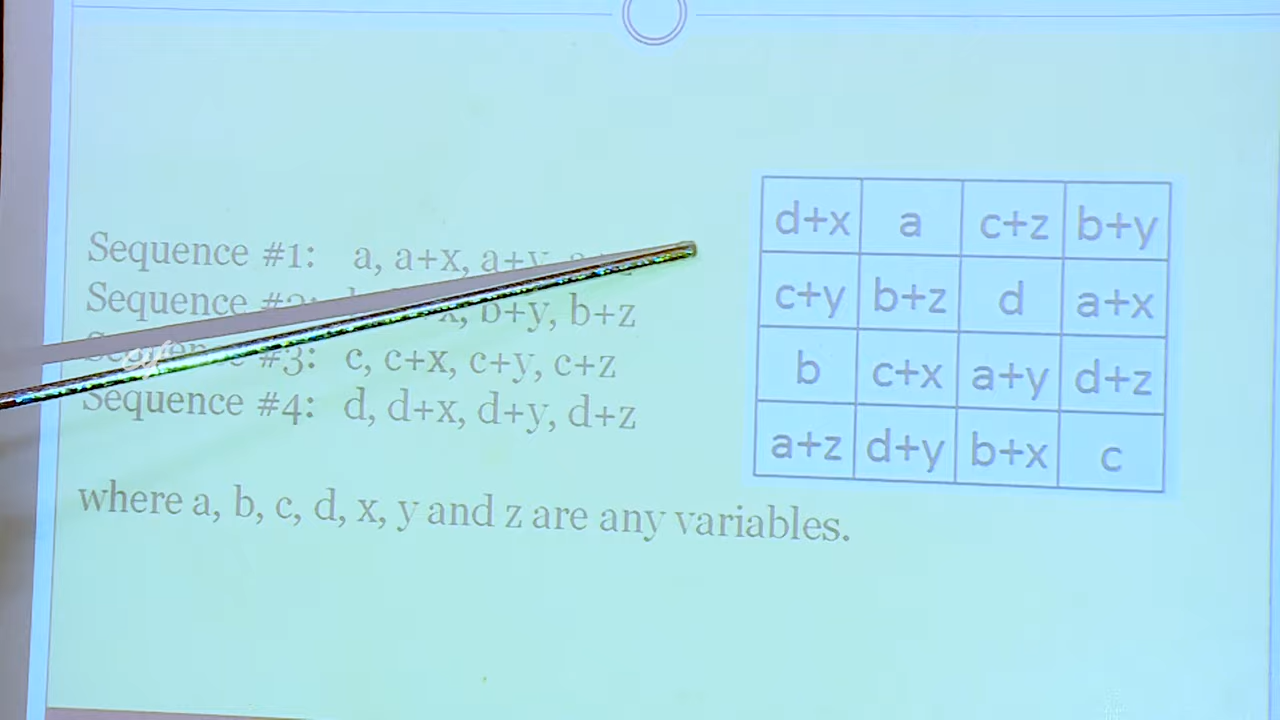 Sequence #1: a, a+x, a+y,
Sequence b+y, b+z
#3: c, c+x, c+y, c+z
Sequence #4: d, d+x, d+y, d+z
where a, b, c, d, x, y and z are any variables.
d+x a c+z b+y
c+y b+z d a+x
b c+x a+y d+z
a+z d+y b+x c